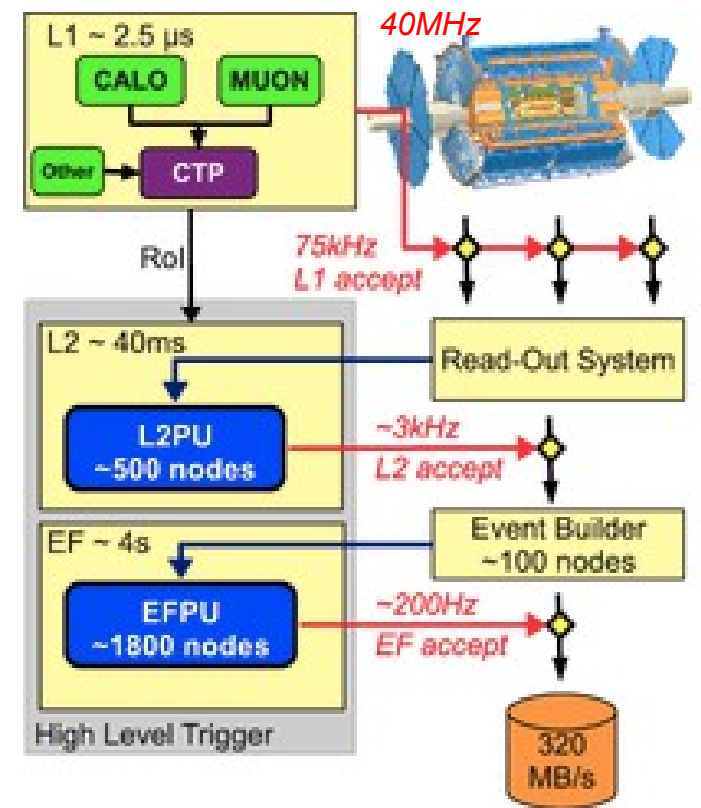 L1 ~ 2.5 µs
40MHz
CALO
MUON
Other
CTP
RoI
75kHz
L1 accept
L2 ~ 40ms
Read-Out System
L2PU
~500 nodes
~3kHz
L2 accept
EF ~ 4s
Event Builder
~100 nodes
EFPU
~1800 nodes
~200Hz
EF accept
High Level Trigger
320
MB/s